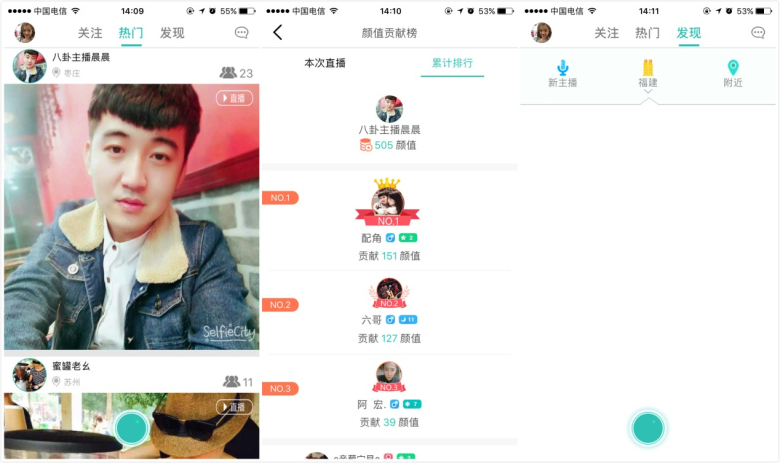 中国电信 14:09 55%
关注 热门 发现
八卦主播晨晨
枣庄
23
直播
SelfieCity
蜜罐老幺
苏州
11
直播
中国电信 14:10 53%
颜值贡献榜
本次直播 累计排行
八卦主播晨晨
505 颜值
NO.1
NO.1
配角 2
贡献 151 颜值
NO.2
NO.2
六哥 11
贡献 127 颜值
NO.3
NO.3
阿 宏. 7
贡献 39 颜值
中国电信 14:11 53%
关注 热门 发现
新主播 福建 附近